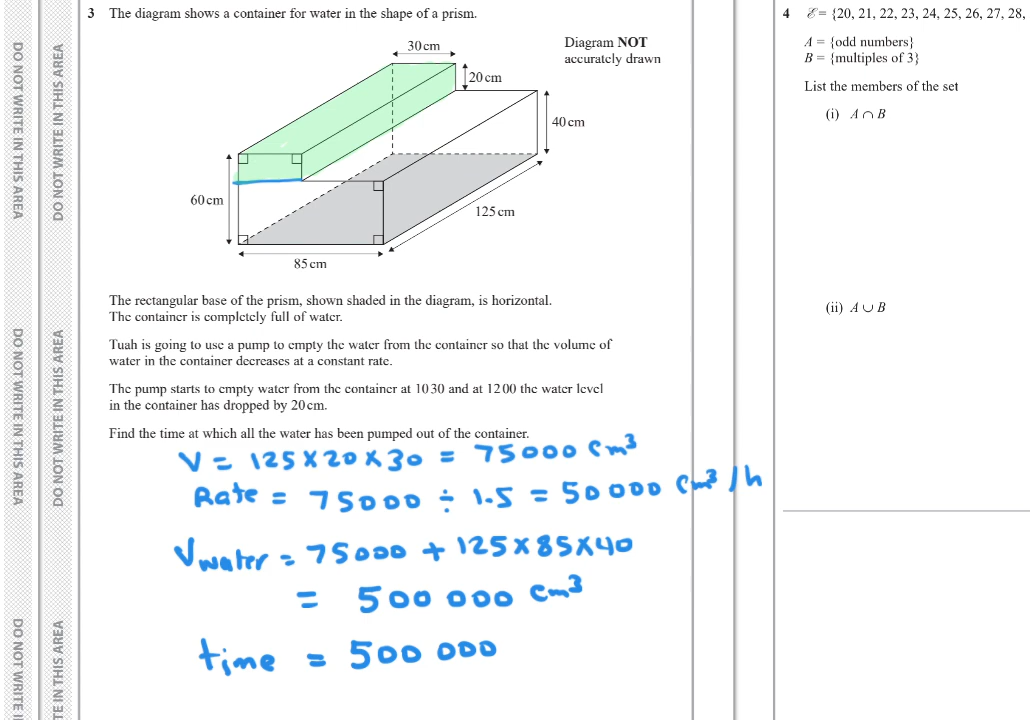 3 The diagram shows a container for water in the shape of a prism.
30 cm
Diagram NOT
accurately drawn
20 cm
40 cm
60 cm
125 cm
85 cm
The rectangular base of the prism, shown shaded in the diagram, is horizontal.
The container is completely full of water.
Tuah is going to use a pump to empty the water from the container so that the volume of
water in the container decreases at a constant rate.
The pump starts to empty water from the container at 10 30 and at 12 00 the water level
in the container has dropped by 20 cm.
Find the time at which all the water has been pumped out of the container.
V = 125 × 20 × 30 = 75000 cm³
Rate = 75000 ÷ 1.5 = 50000 cm³/h
Vwater = 75000 + 125×85×40
= 500 000 cm³
time = 500 000
4 ℰ = {20, 21, 22, 23, 24, 25, 26, 27, 28,
A = {odd numbers}
B = {multiples of 3}
List the members of the set
(i) A ∩ B
(ii) A ∪ B
DO NOT WRITE IN THIS AREA
DO NOT WRITE IN THIS AREA
DO NOT WRITE IN THIS AREA
DO NOT WRITE IN THIS AREA
DO NOT WRITE I
TE IN THIS AREA